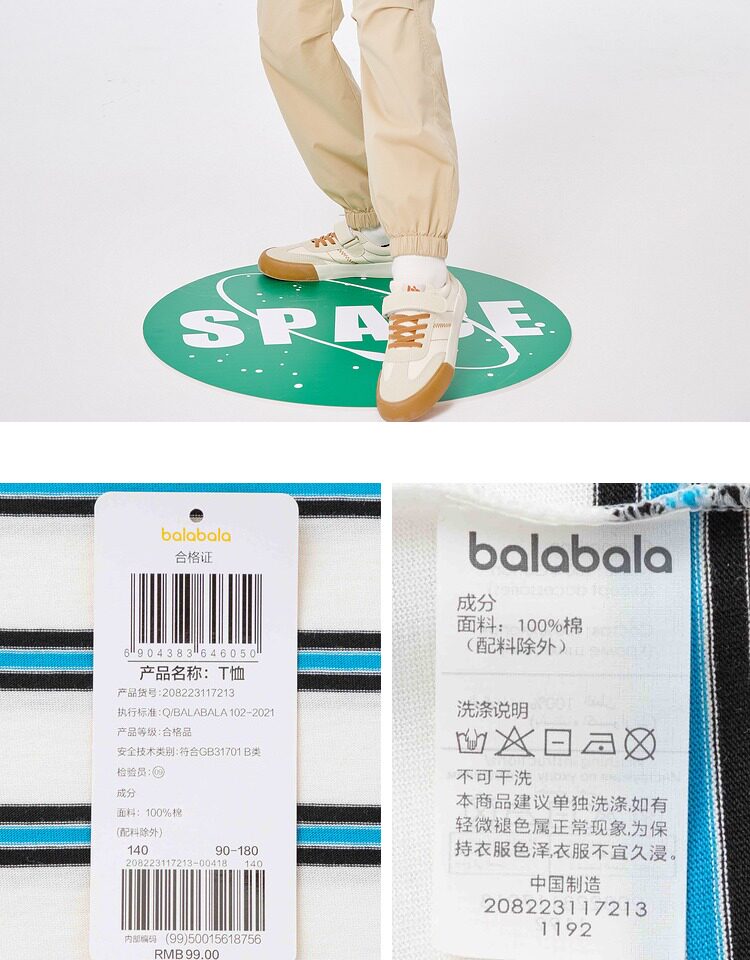 SPACE
balabala
合格证
6 904383 646050
产品名称：T恤
产品货号:208223117213
执行标准:Q/BALABALA 102-2021
产品等级:合格品
安全技术类别:符合GB31701 B类
检验员:
成分
面料：100%棉
(配料除外)
140 90-180
208223117213-00418 140
内部编码 (99)50015618756
RMB99.00
balabala
成分
面料：100%棉
（配料除外）
洗涤说明
不可干洗
本商品建议单独洗涤,如有
轻微褪色属正常现象,为保
持衣服色泽,衣服不宜久浸。
中国制造
208223117213
1192